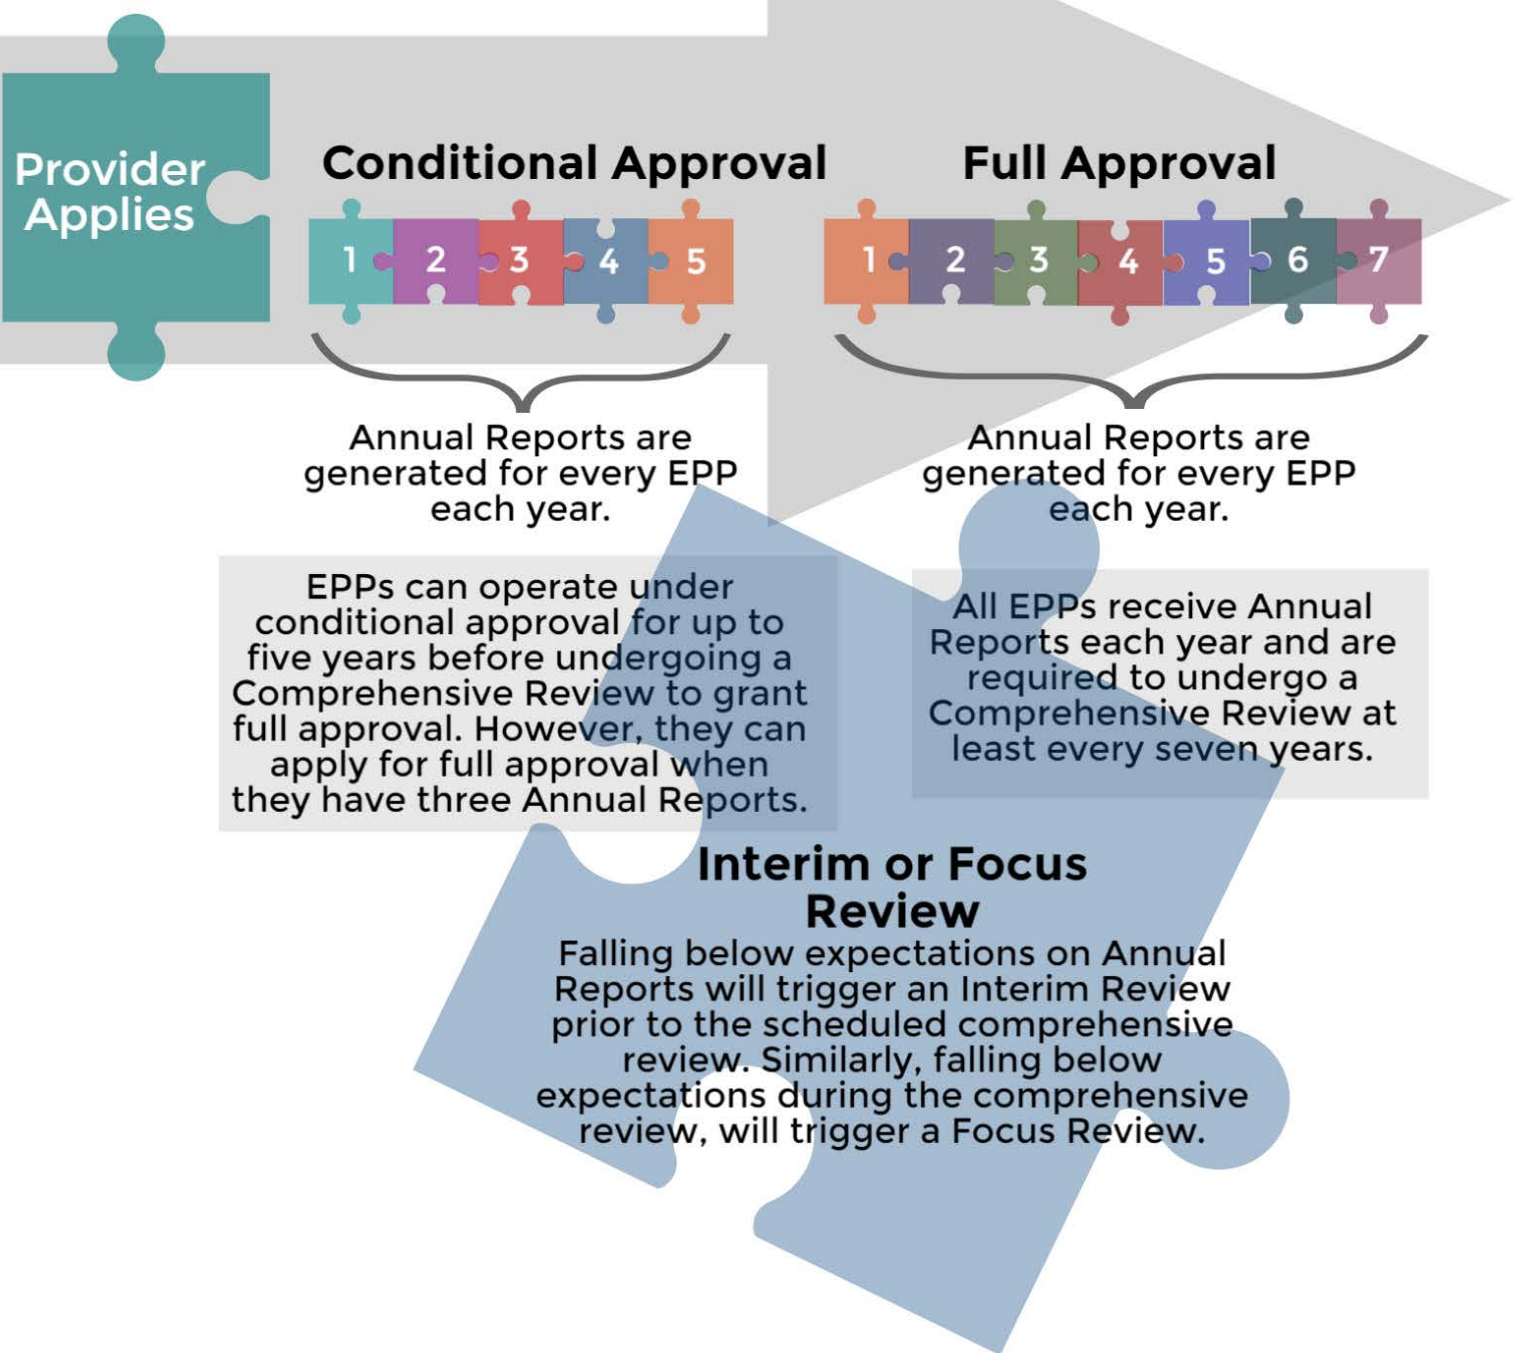 Provider
Applies
Conditional Approval
1 2 3 4 5
Annual Reports are
generated for every EPP
each year.
EPPs can operate under
conditional approval for up to
five years before undergoing a
Comprehensive Review to grant
full approval. However, they can
apply for full approval when
they have three Annual Reports.
Full Approval
1 2 3 4 5 6 7
Annual Reports are
generated for every EPP
each year.
All EPPs receive Annual
Reports each year and are
required to undergo a
Comprehensive Review at
least every seven years.
Interim or Focus
Review
Falling below expectations on Annual
Reports will trigger an Interim Review
prior to the scheduled comprehensive
review. Similarly, falling below
expectations during the comprehensive
review, will trigger a Focus Review.